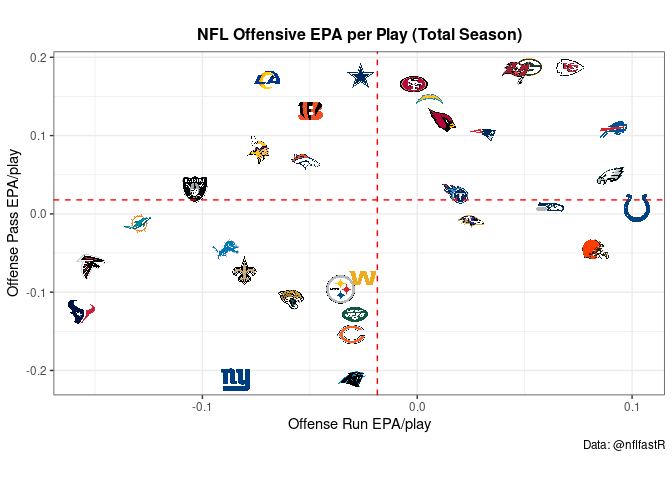 NFL Offensive EPA per Play (Total Season)
0.2
0.1
0.0
-0.1
-0.2
Offense Pass EPA/play
W
ny
-0.1
0.0
0.1
Offense Run EPA/play
Data: @nflfastR